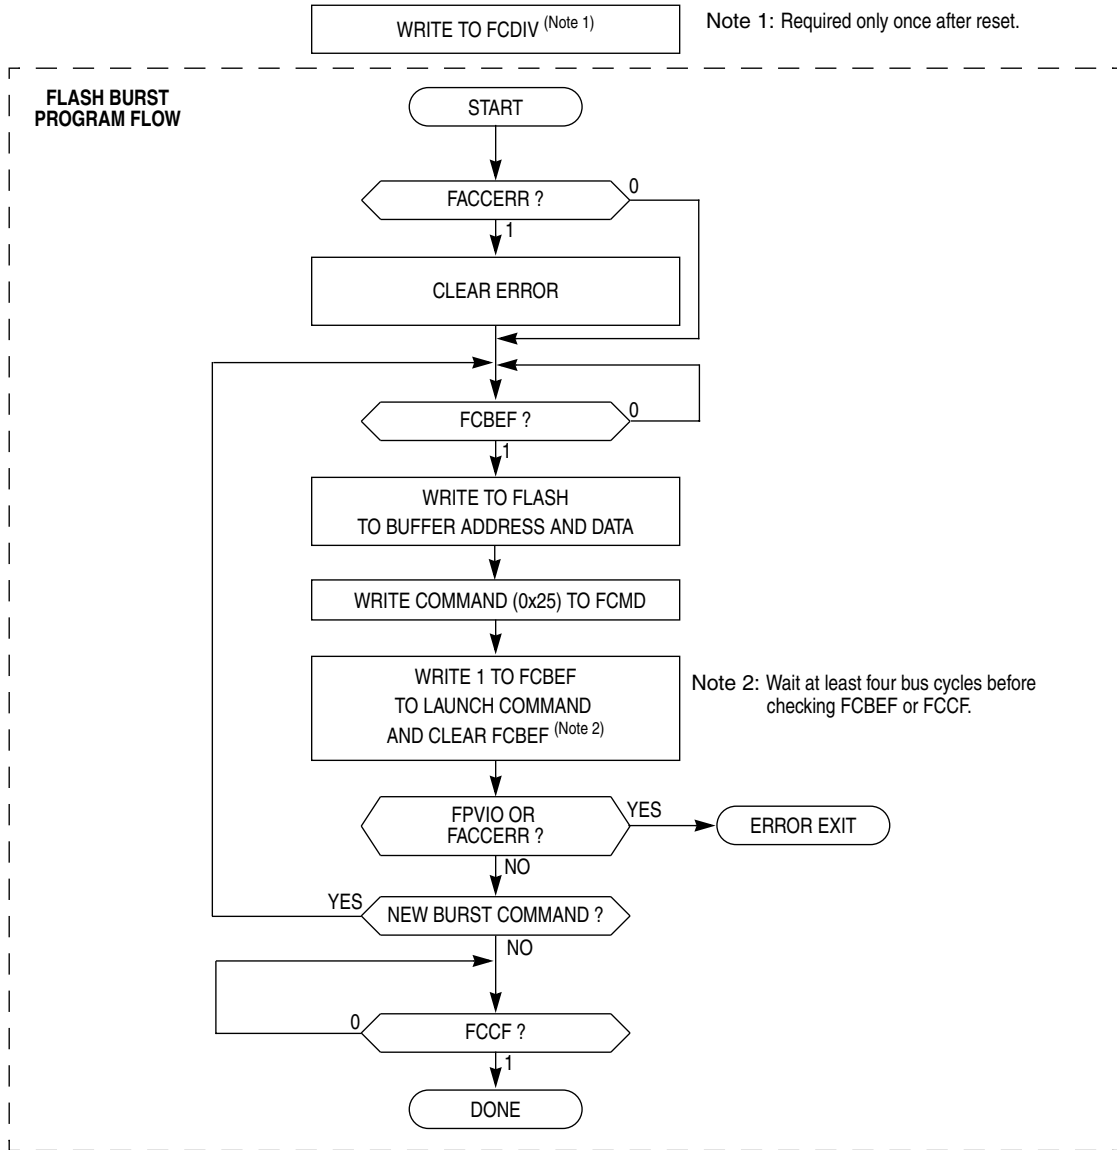 WRITE TO FCDIV (Note 1)
Note 1: Required only once after reset.
FLASH BURST
PROGRAM FLOW
START
FACCERR ?
0
1
CLEAR ERROR
FCBEF ?
0
1
WRITE TO FLASH
TO BUFFER ADDRESS AND DATA
WRITE COMMAND (0x25) TO FCMD
WRITE 1 TO FCBEF
TO LAUNCH COMMAND
AND CLEAR FCBEF (Note 2)
Note 2: Wait at least four bus cycles before
checking FCBEF or FCCF.
FPVIO OR
FACCERR ?
YES
ERROR EXIT
NO
YES
NEW BURST COMMAND ?
NO
0
FCCF ?
1
DONE